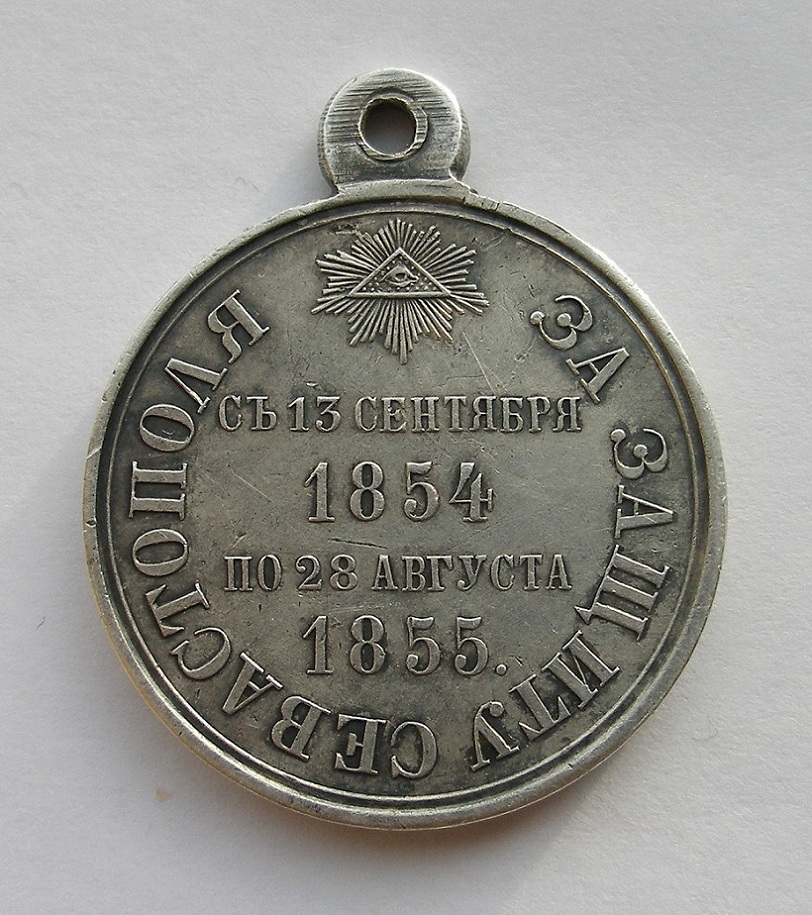 ЗА ЗАЩИТУ СЕВАСТОПОЛЯ
СЪ 13 СЕНТЯБРЯ
1854
ПО 28 АВГУСТА
1855.